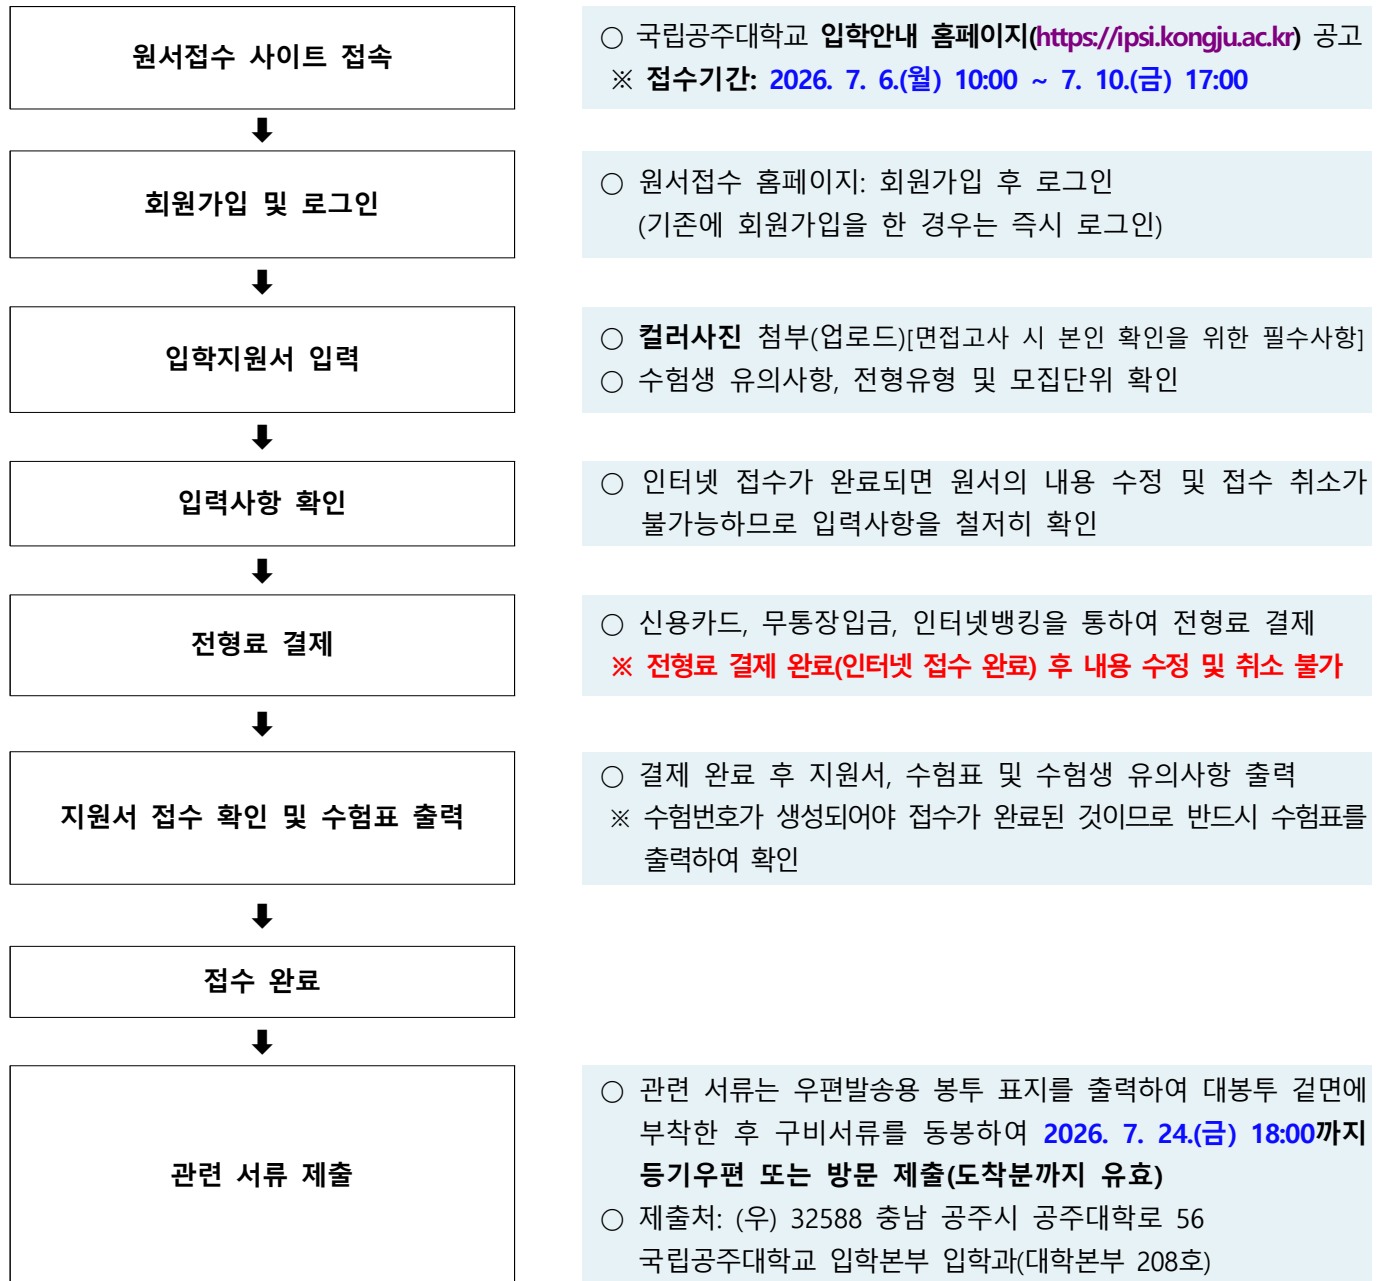 원서접수 사이트 접속
○ 국립공주대학교 입학안내 홈페이지(https://ipsi.kongju.ac.kr) 공고
※ 접수기간: 2026. 7. 6.(월) 10:00 ~ 7. 10.(금) 17:00
⬇
회원가입 및 로그인
○ 원서접수 홈페이지: 회원가입 후 로그인
(기존에 회원가입을 한 경우는 즉시 로그인)
⬇
입학지원서 입력
○ 컬러사진 첨부(업로드)[면접고사 시 본인 확인을 위한 필수사항]
○ 수험생 유의사항, 전형유형 및 모집단위 확인
⬇
입력사항 확인
○ 인터넷 접수가 완료되면 원서의 내용 수정 및 접수 취소가
불가능하므로 입력사항을 철저히 확인
⬇
전형료 결제
○ 신용카드, 무통장입금, 인터넷뱅킹을 통하여 전형료 결제
※ 전형료 결제 완료(인터넷 접수 완료) 후 내용 수정 및 취소 불가
⬇
지원서 접수 확인 및 수험표 출력
○ 결제 완료 후 지원서, 수험표 및 수험생 유의사항 출력
※ 수험번호가 생성되어야 접수가 완료된 것이므로 반드시 수험표를
출력하여 확인
⬇
접수 완료
⬇
관련 서류 제출
○ 관련 서류는 우편발송용 봉투 표지를 출력하여 대봉투 겉면에
부착한 후 구비서류를 동봉하여 2026. 7. 24.(금) 18:00까지
등기우편 또는 방문 제출(도착분까지 유효)
○ 제출처: (우) 32588 충남 공주시 공주대학로 56
국립공주대학교 입학본부 입학과(대학본부 208호)